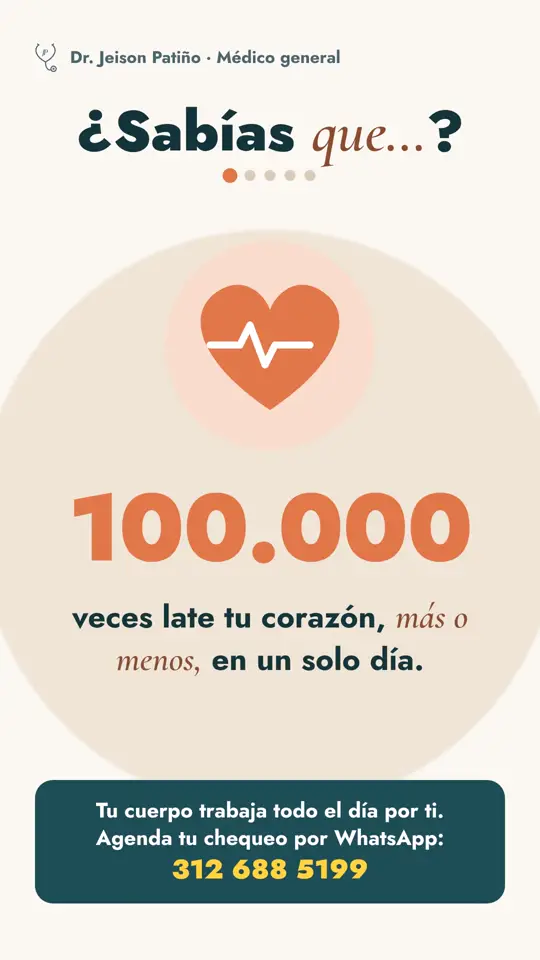 Dr. Jeison Patiño · Médico general
¿Sabías que...?
100.000
veces late tu corazón, más o
menos, en un solo día.
Tu cuerpo trabaja todo el día por ti.
Agenda tu chequeo por WhatsApp:
312 688 5199